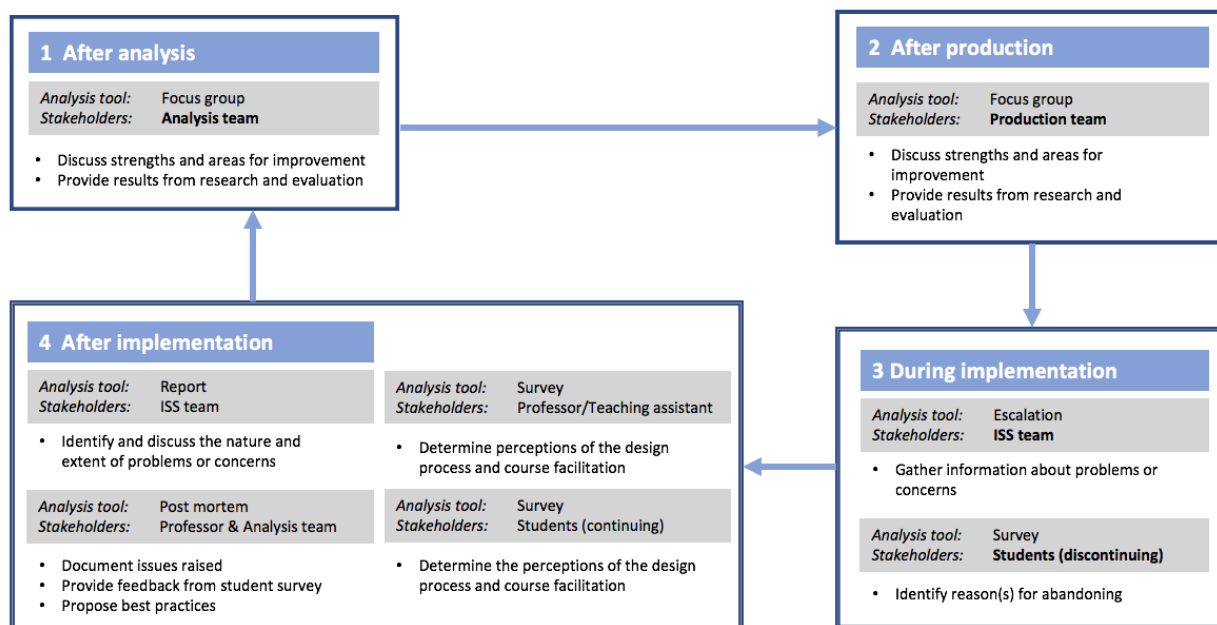 1 After analysis
Analysis tool: Focus group
Stakeholders: Analysis team
• Discuss strengths and areas for improvement
• Provide results from research and evaluation
2 After production
Analysis tool: Focus group
Stakeholders: Production team
• Discuss strengths and areas for
improvement
• Provide results from research and
evaluation
3 During implementation
Analysis tool: Escalation
Stakeholders: ISS team
• Gather information about problems or
concerns
Analysis tool: Survey
Stakeholders: Students (discontinuing)
• Identify reason(s) for abandoning
4 After implementation
Analysis tool: Report
Stakeholders: ISS team
• Identify and discuss the nature and
extent of problems or concerns
Analysis tool: Post mortem
Stakeholders: Professor & Analysis team
• Document issues raised
• Provide feedback from student survey
• Propose best practices
Analysis tool: Survey
Stakeholders: Professor/Teaching assistant
• Determine perceptions of the design
process and course facilitation
Analysis tool: Survey
Stakeholders: Students (continuing)
• Determine the perceptions of the design
process and course facilitation